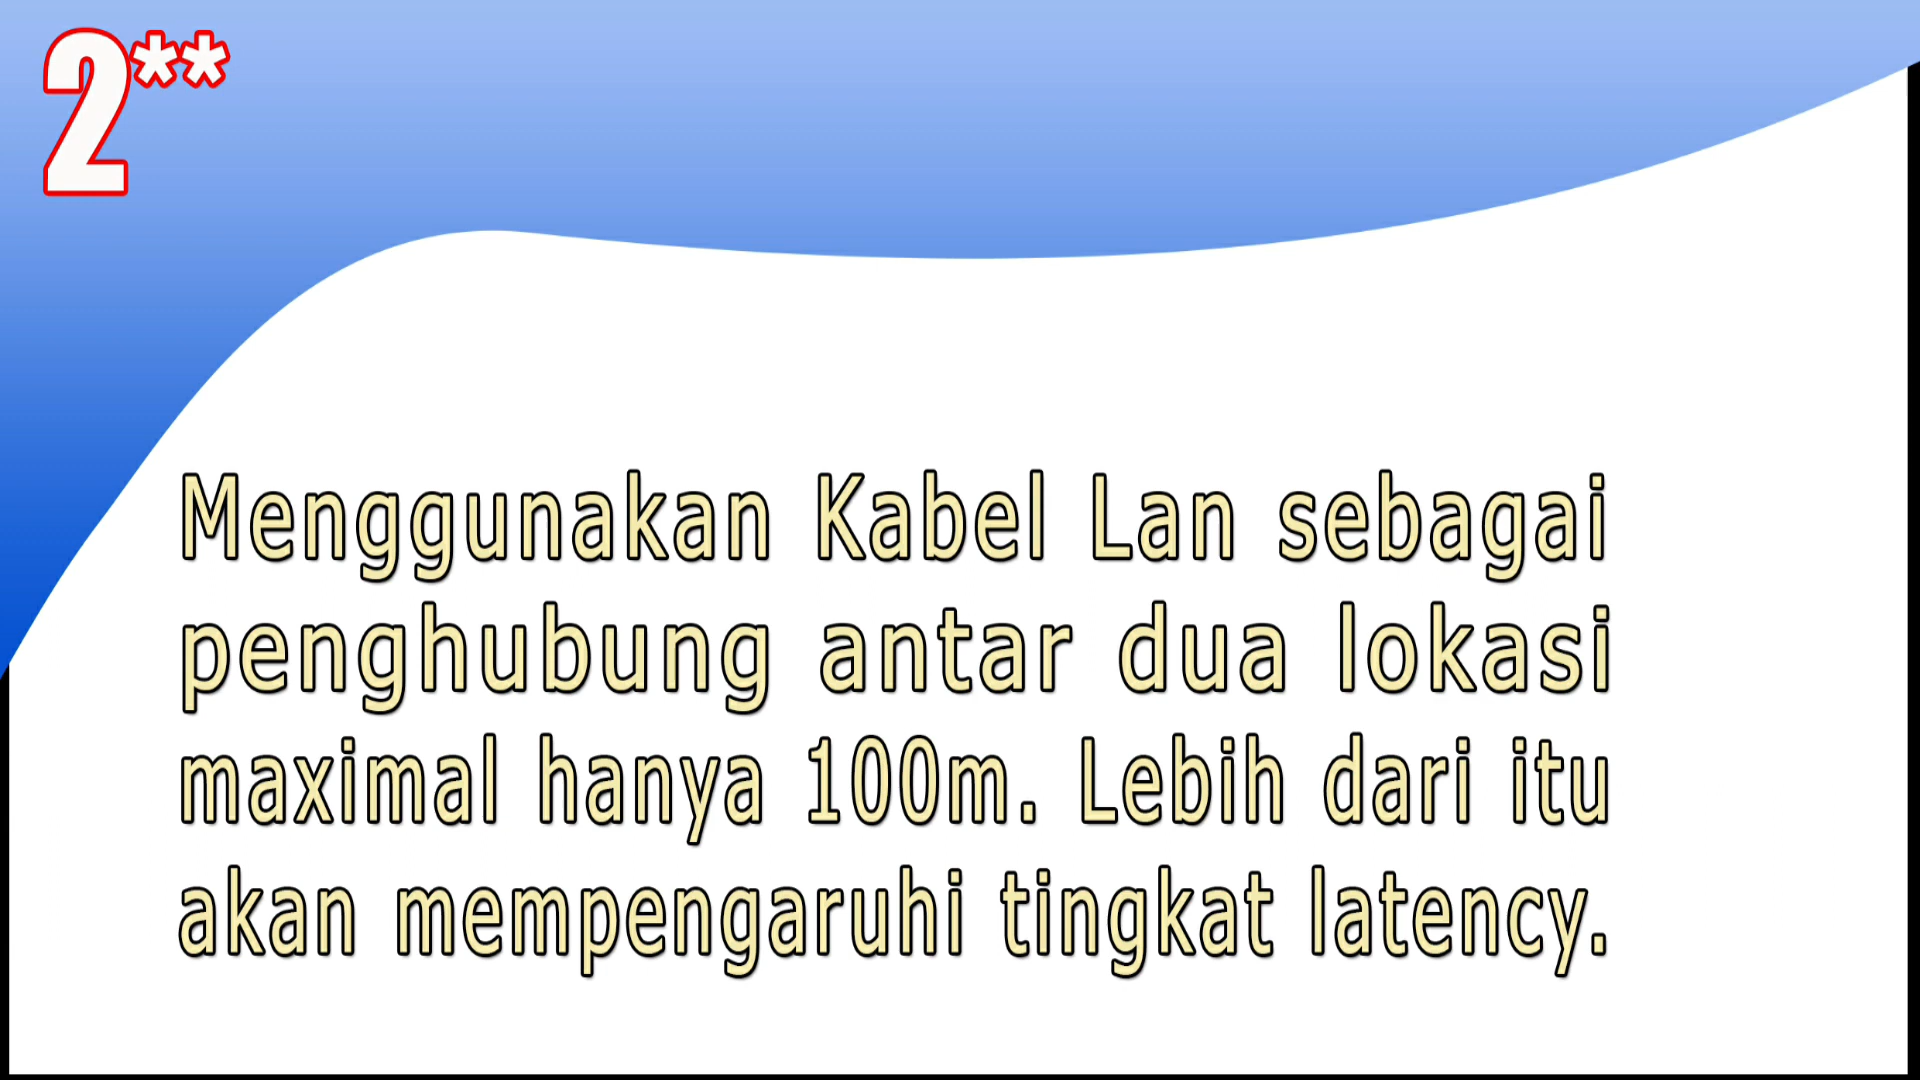 2**
Menggunakan Kabel Lan sebagai
penghubung antar dua lokasi
maximal hanya 100m. Lebih dari itu
akan mempengaruhi tingkat latency.